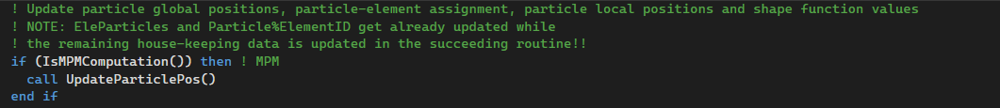 ! Update particle global positions, particle-element assignment, particle local positions and shape function values
! NOTE: EleParticles and Particle%ElementID get already updated while
! the remaining house-keeping data is updated in the succeeding routine!!
if (IsMPMComputation()) then ! MPM
  call UpdateParticlePos()
end if